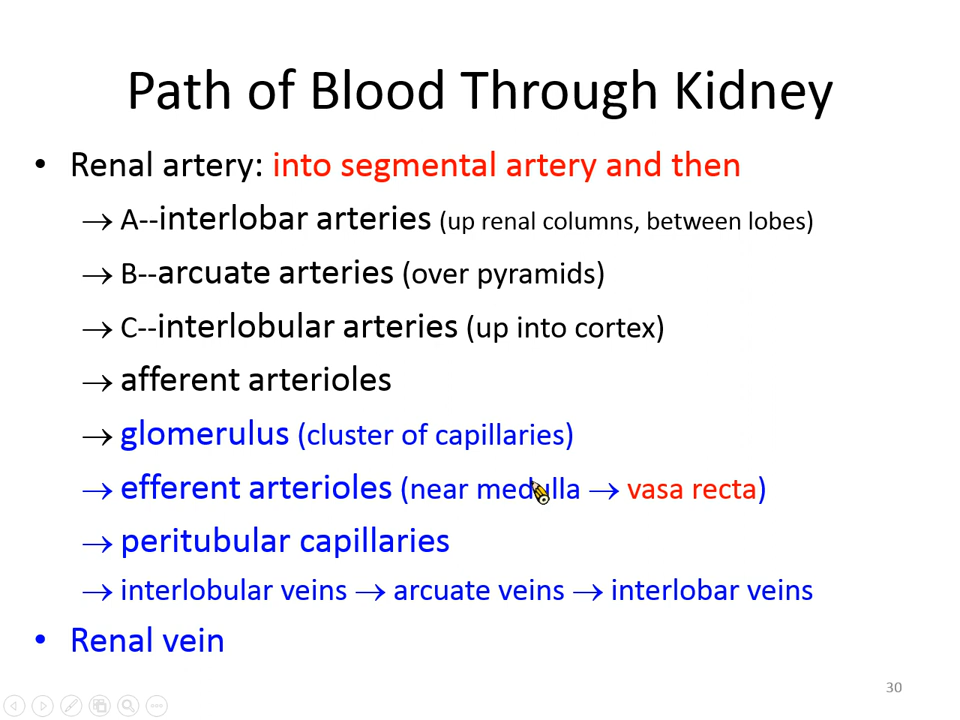 Path of Blood Through Kidney
• Renal artery: into segmental artery and then
→ A--interlobar arteries (up renal columns, between lobes)
→ B--arcuate arteries (over pyramids)
→ C--interlobular arteries (up into cortex)
→ afferent arterioles
→ glomerulus (cluster of capillaries)
→ efferent arterioles (near medulla → vasa recta)
→ peritubular capillaries
→ interlobular veins → arcuate veins → interlobar veins
• Renal vein
30